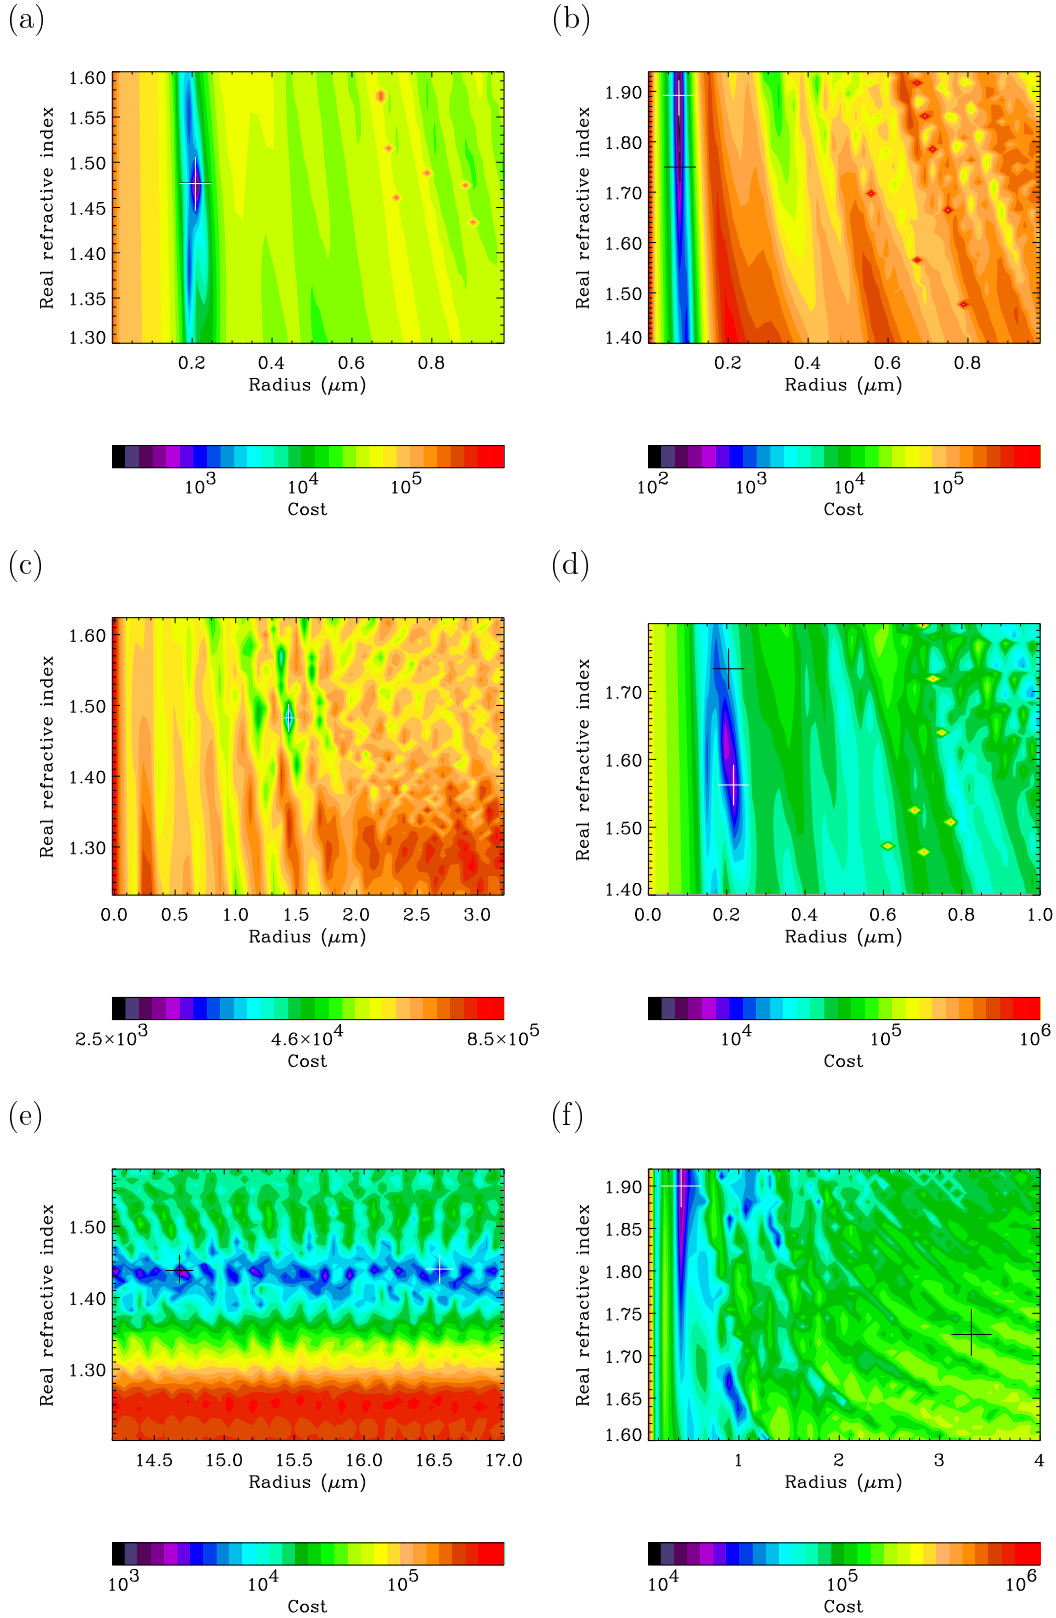 (a)
Real refractive index
1.60
1.55
1.50
1.45
1.40
1.35
1.30
0.2 0.4 0.6 0.8
Radius (μm)
10³ 10⁴ 10⁵
Cost
(b)
Real refractive index
1.90
1.80
1.70
1.60
1.50
1.40
0.2 0.4 0.6 0.8
Radius (μm)
10² 10³ 10⁴ 10⁵
Cost
(c)
Real refractive index
1.60
1.50
1.40
1.30
0.0 0.5 1.0 1.5 2.0 2.5 3.0
Radius (μm)
2.5×10³ 4.6×10⁴ 8.5×10⁵
Cost
(d)
Real refractive index
1.70
1.60
1.50
1.40
0.0 0.2 0.4 0.6 0.8 1.0
Radius (μm)
10⁴ 10⁵ 10⁶
Cost
(e)
Real refractive index
1.50
1.40
1.30
14.5 15.0 15.5 16.0 16.5 17.0
Radius (μm)
10³ 10⁴ 10⁵
Cost
(f)
Real refractive index
1.90
1.85
1.80
1.75
1.70
1.65
1.60
1 2 3 4
Radius (μm)
10⁴ 10⁵ 10⁶
Cost